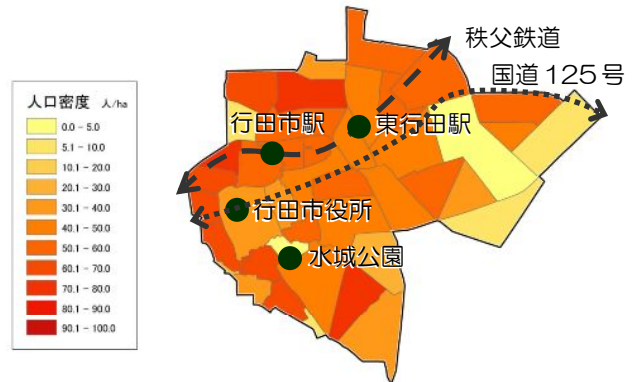 秩父鉄道
国道125号
人口密度 人/ha
0.0 - 5.0
5.1 - 10.0
10.1 - 20.0
20.1 - 30.0
30.1 - 40.0
40.1 - 50.0
50.1 - 60.0
60.1 - 70.0
70.1 - 80.0
80.1 - 90.0
90.1 - 100.0
行田市駅
東行田駅
行田市役所
水城公園